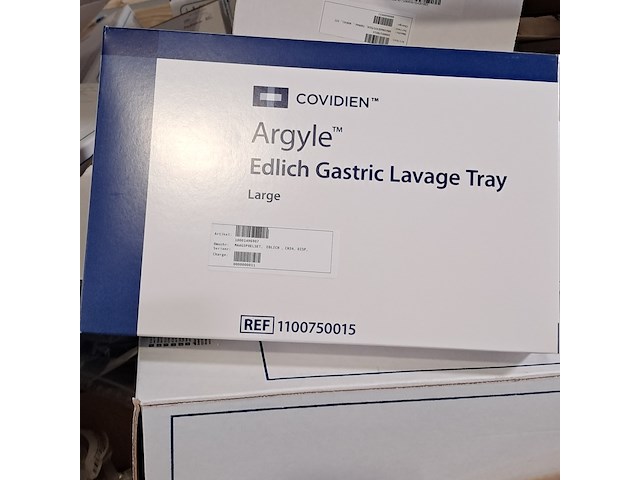 COVIDIEN™
Argyle™
Edlich Gastric Lavage Tray
Large
REF 1100750015